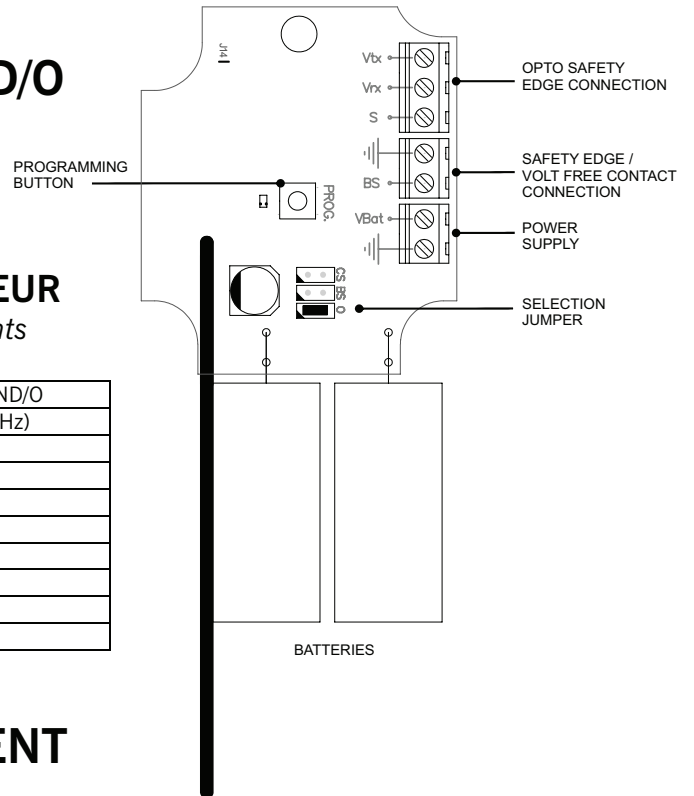 D/O
EUR
nts
ND/O
Hz)
ENT
J14
Vtx
Vrx
S
BS
VBat
OPTO SAFETY
EDGE CONNECTION
SAFETY EDGE /
VOLT FREE CONTACT
CONNECTION
POWER
SUPPLY
PROGRAMMING
BUTTON
PROG.
CS
BS
O
SELECTION
JUMPER
BATTERIES